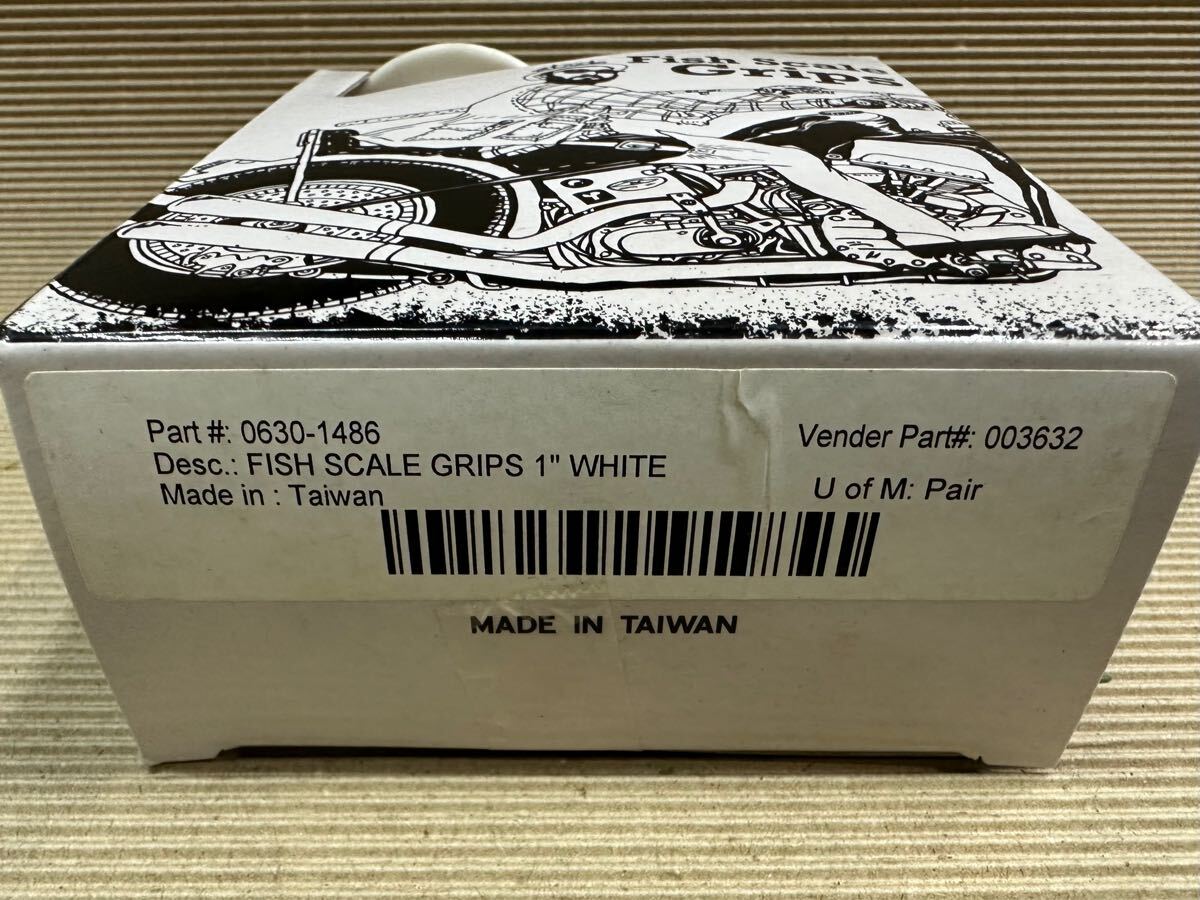 Fish Scale
Grips
Part #: 0630-1486
Vender Part#: 003632
Desc.: FISH SCALE GRIPS 1" WHITE
Made in : Taiwan
U of M: Pair
MADE IN TAIWAN